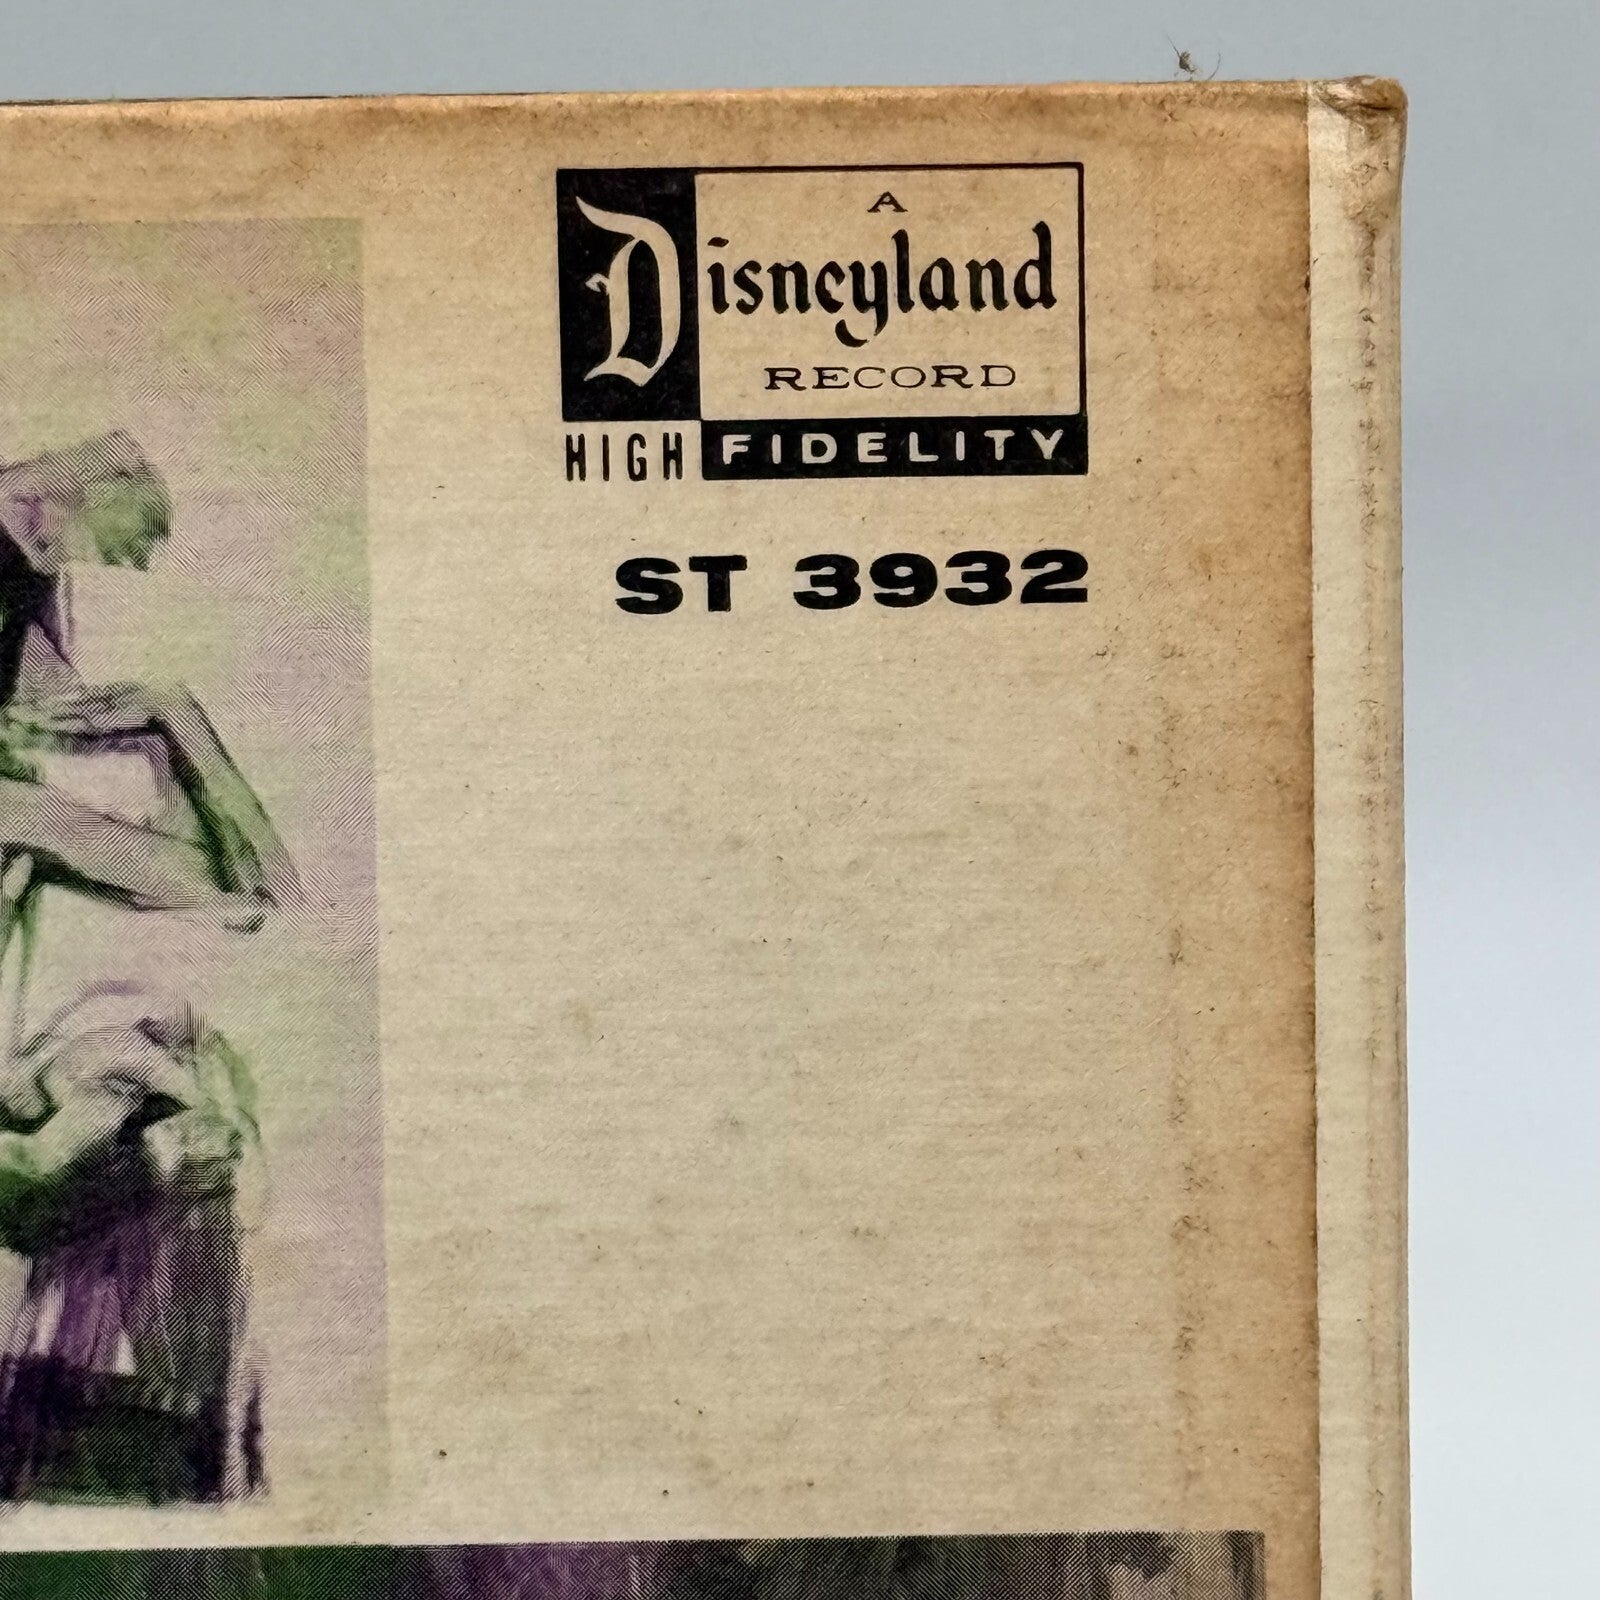 A
Disneyland
RECORD
HIGH FIDELITY
ST 3932